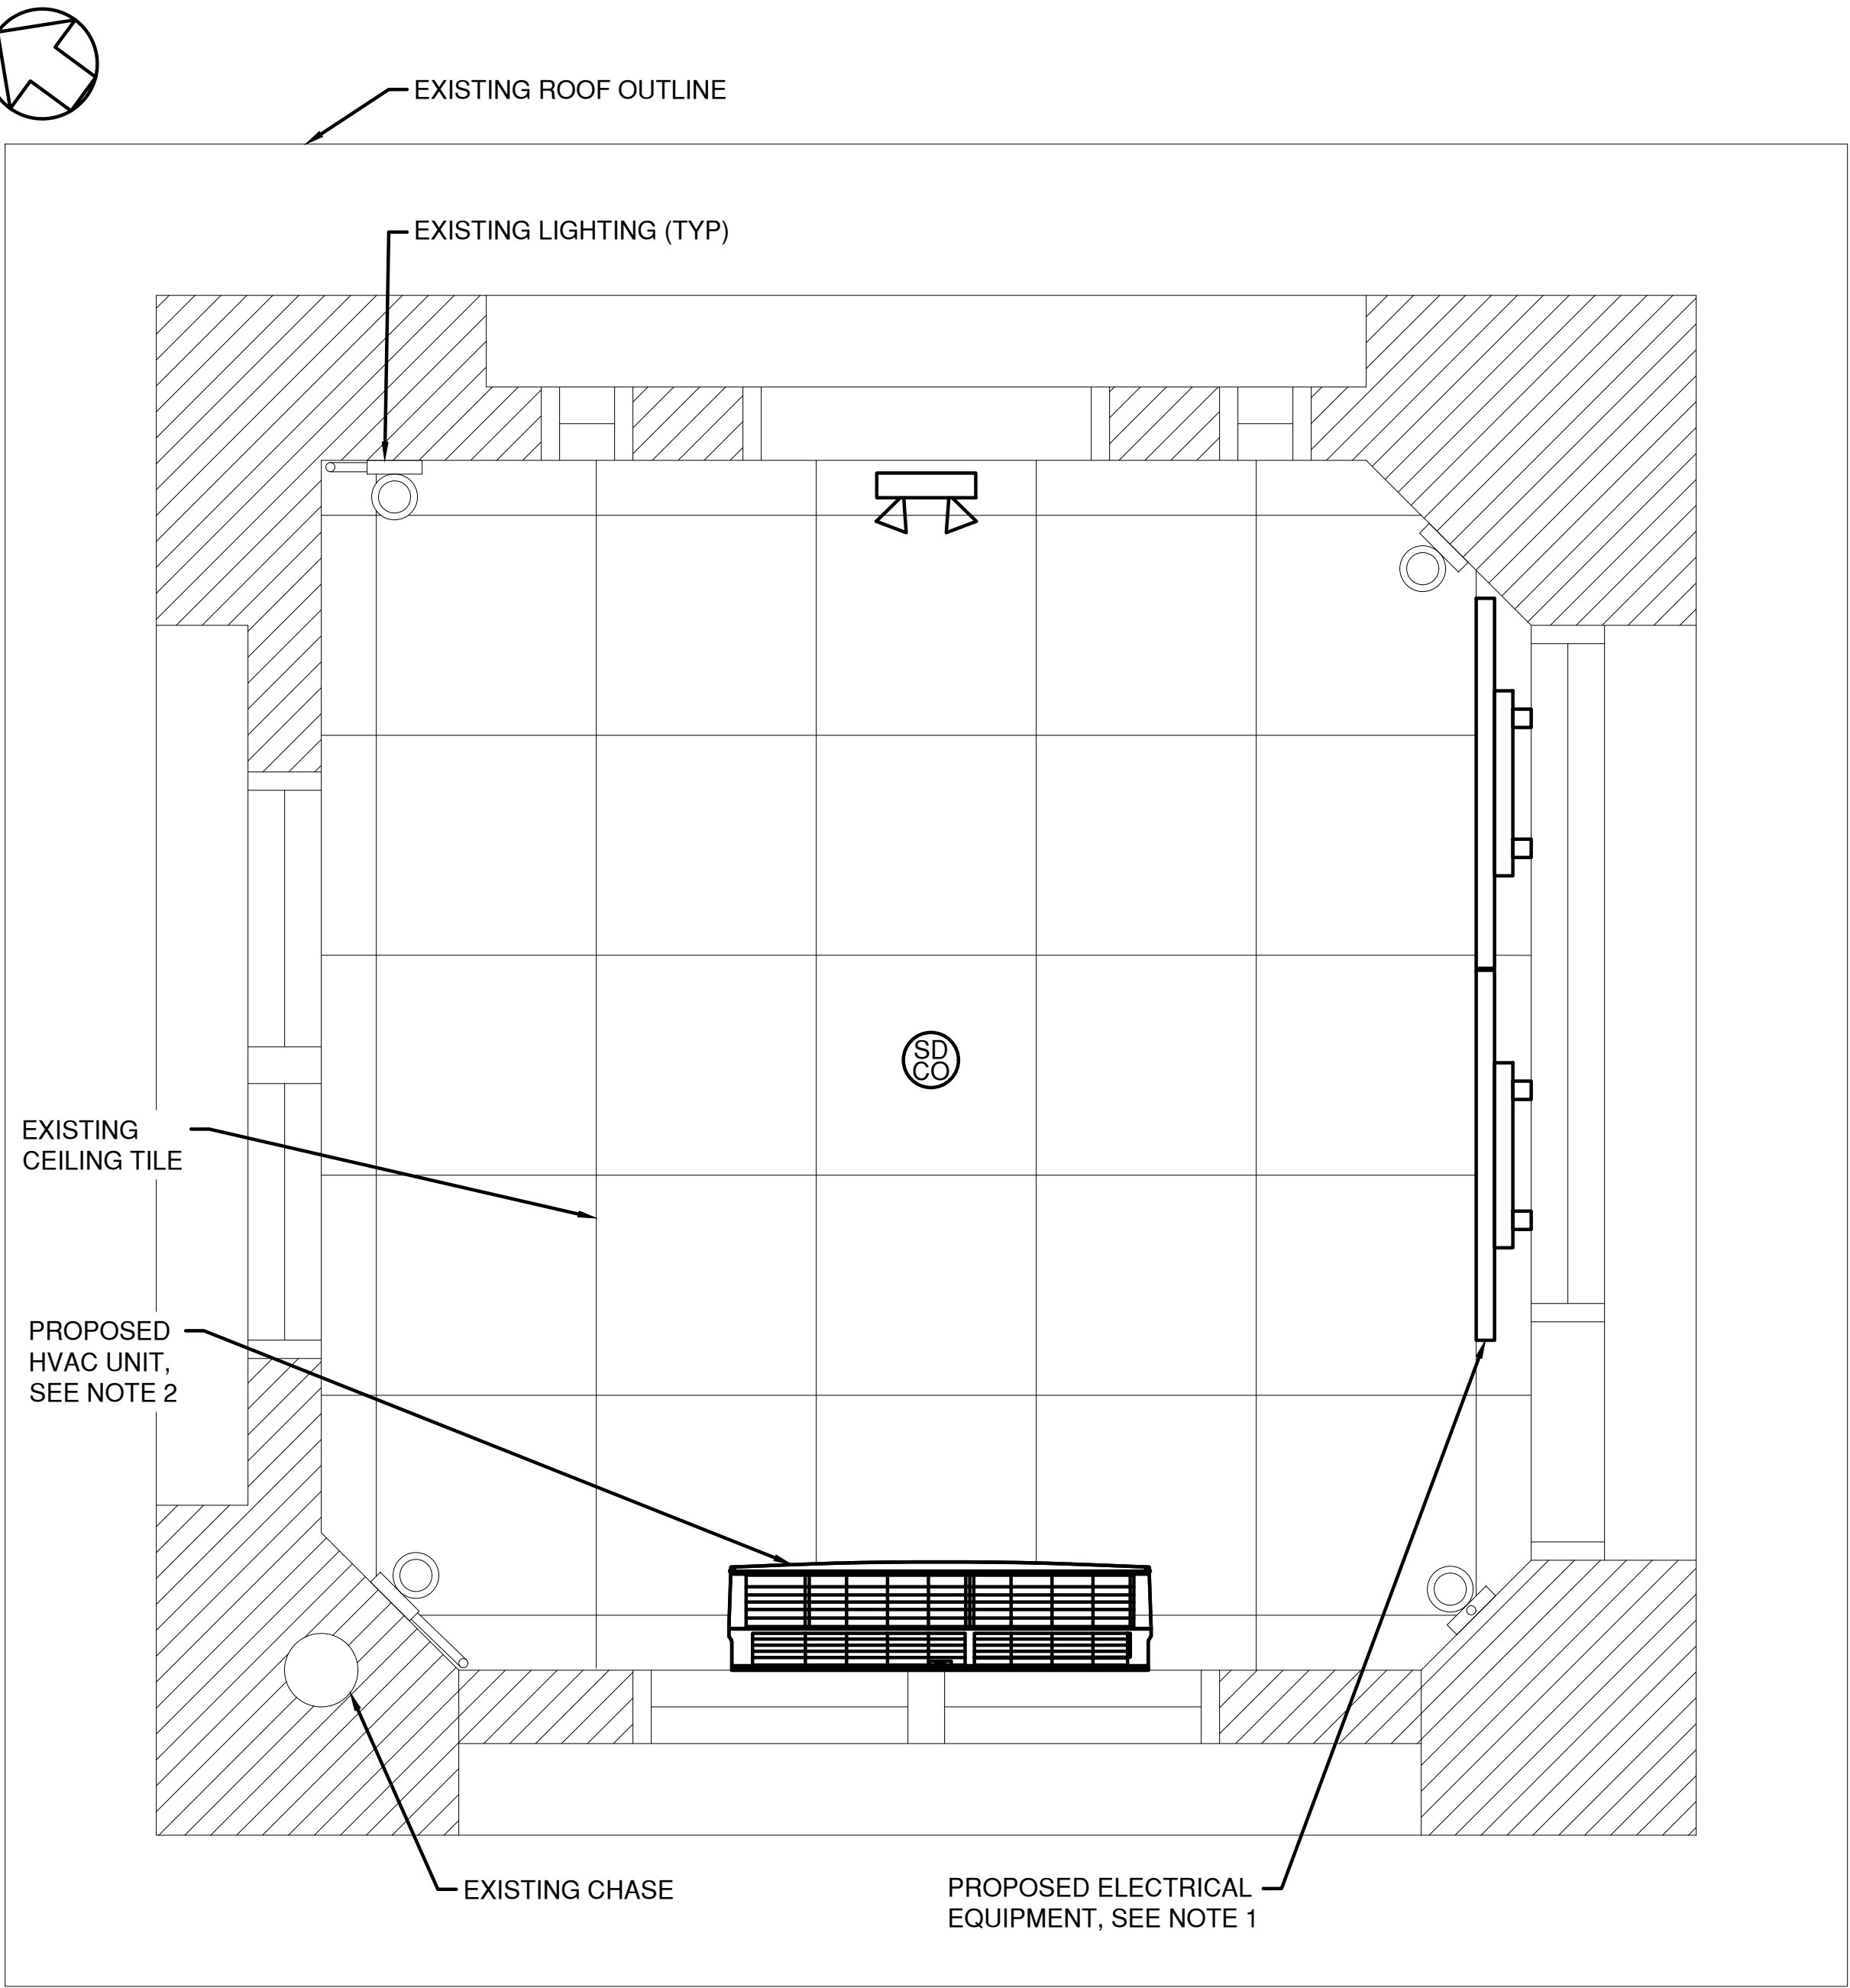 EXISTING ROOF OUTLINE
EXISTING LIGHTING (TYP)
SD
CO
EXISTING
CEILING TILE
PROPOSED
HVAC UNIT,
SEE NOTE 2
EXISTING CHASE
PROPOSED ELECTRICAL
EQUIPMENT, SEE NOTE 1